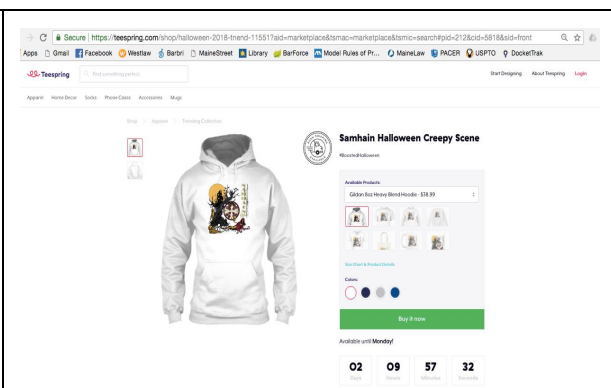 Secure | https://teespring.com/shop/halloween-2018-trnend-11551?aid=marketplace&tsmac=marketplace&tsmic=search#pid=212&cid=5818&sid=front
Apps Gmail Facebook Westlaw Barbri MaineStreet Library BarForce Model Rules of Pr... MaineLaw PACER USPTO DocketTrak
Teespring Find something perfect Start Designing About Teespring Login
Apparel Home Decor Socks Phone Cases Accessories Mugs
Shop > Apparel > Trending Collection
Samhain Halloween Creepy Scene
#BoostedHalloween
Available Products:
Gildan 8oz Heavy Blend Hoodie - $38.99
Size Chart & Product Details
Colors:
Buy it now
Available until Monday!
02 09 57 32
Days Hours Minutes Seconds